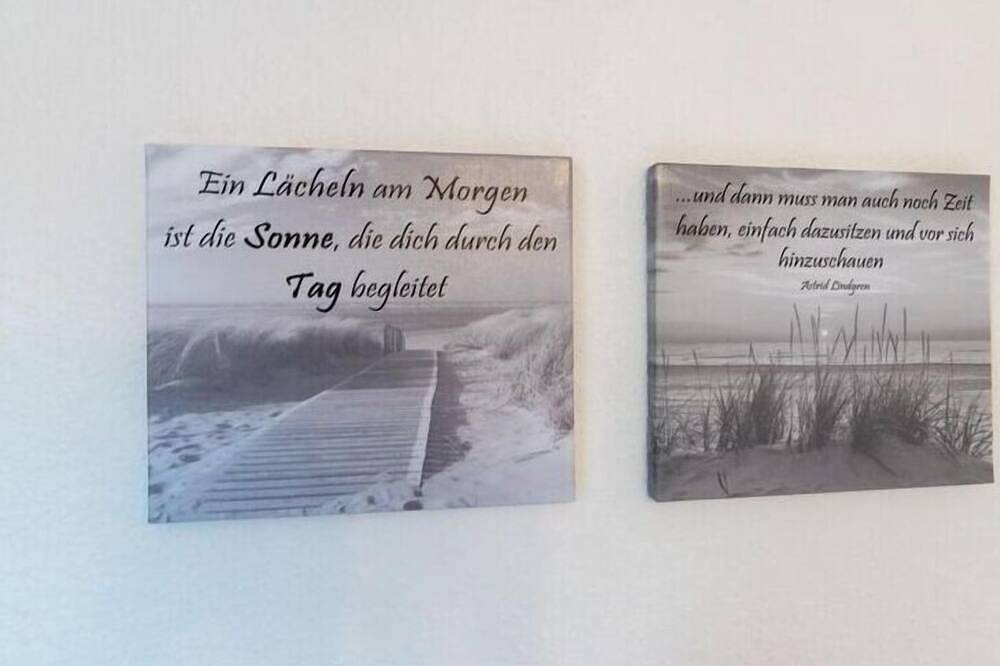 Ein Lächeln am Morgen
ist die Sonne, die dich durch den
Tag begleitet
...und dann muss man auch noch Zeit
haben, einfach dazusitzen und vor sich
hinzuschauen
Astrid Lindgren